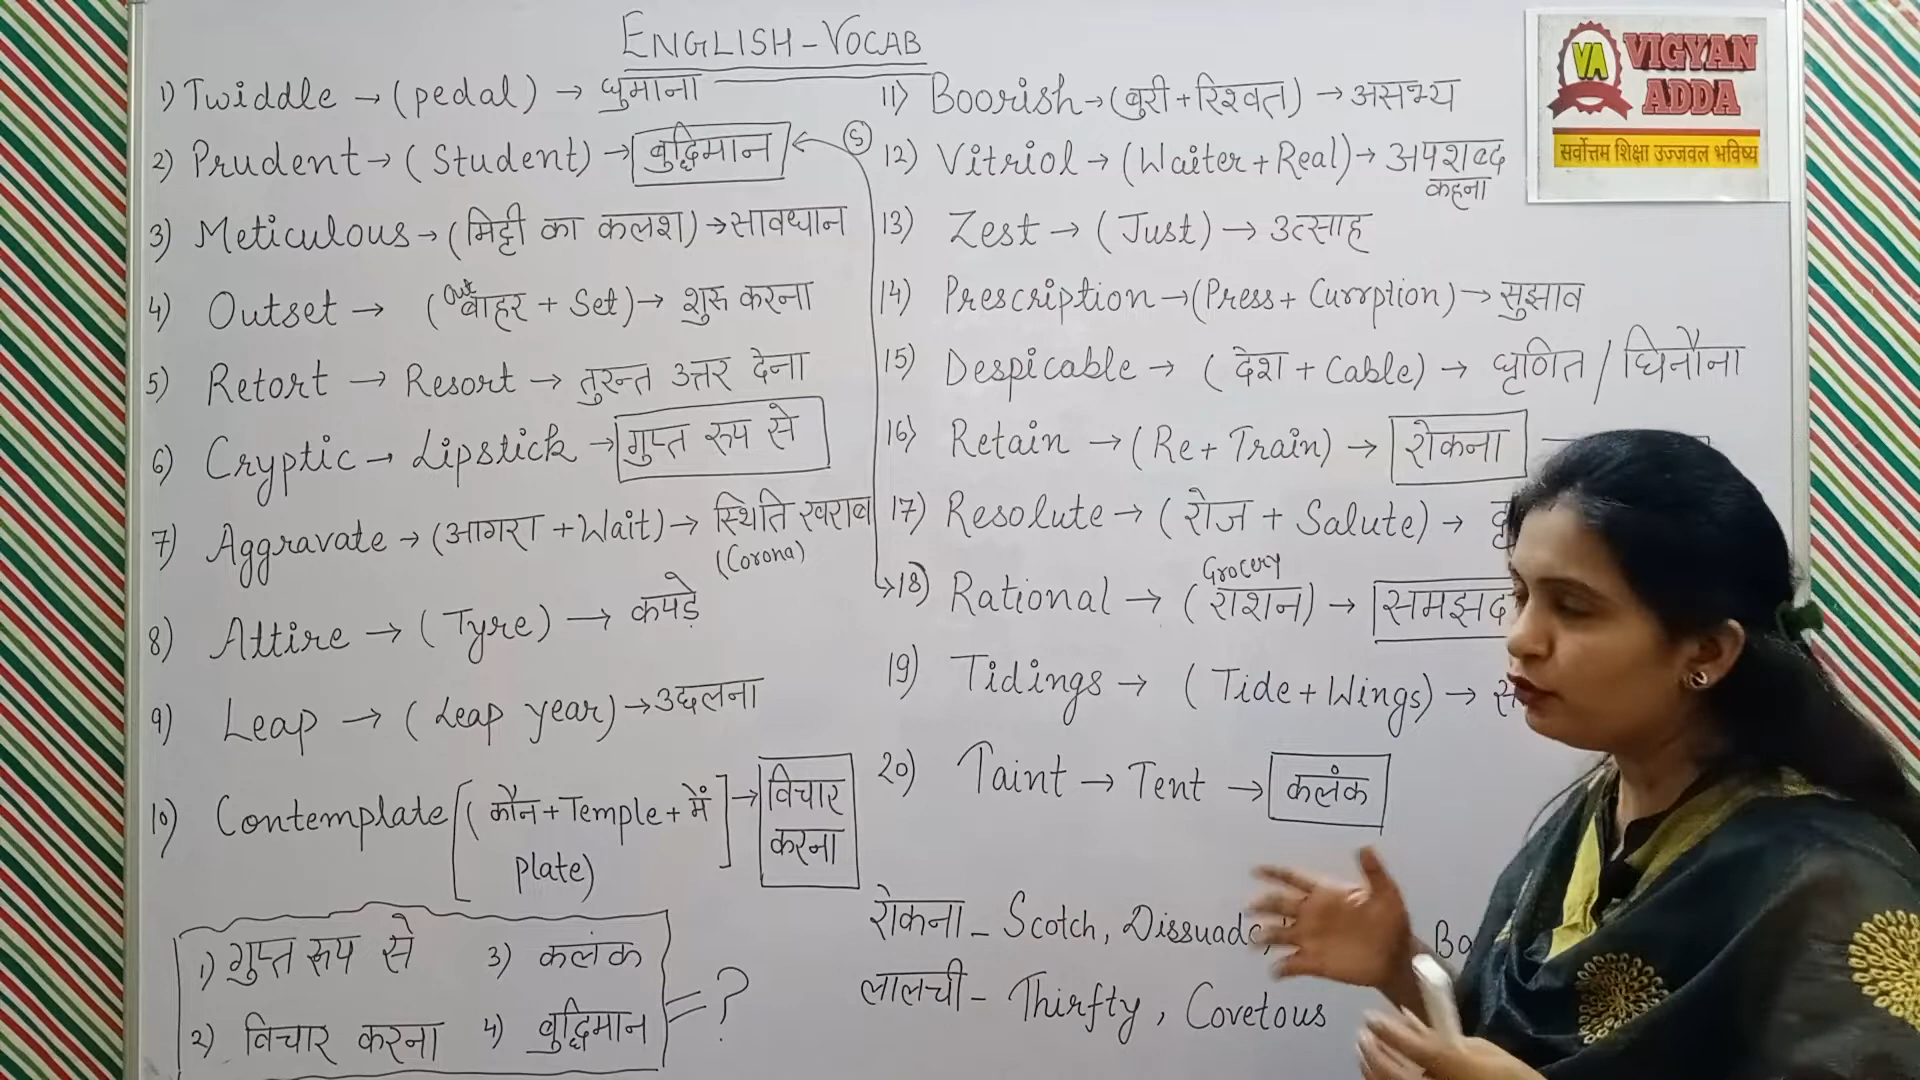 ENGLISH-VOCAB
1) Twiddle → (pedal) → घुमाना
2) Prudent → (Student) → बुद्धिमान
3) Meticulous → (मिट्टी का कलश) → सावधान
4) Outset → (Out बाहर + Set) → शुरु करना
5) Retort → Resort → तुरन्त उत्तर देना
6) Cryptic → Lipstick → गुप्त रूप से
7) Aggravate → (आगरा + Wait) → स्थिति खराब
(Corona)
8) Attire → (Tyre) → कपड़े
9) Leap → (Leap year) → उछलना
10) Contemplate [(कौन + Temple + में
plate)] → विचार
करना
1) गुप्त रूप से 3) कलंक
2) विचार करना 4) बुद्धिमान = ?
5
11) Boorish → (बुरी + रिश्वत) → असभ्य
12) Vitriol → (Waiter + Real) → अपशब्द
कहना
13) Zest → (Just) → उत्साह
14) Prescription → (Press + Currption) → सुझाव
15) Despicable → (देश + Cable) → घृणित / घिनौना
16) Retain → (Re + Train) → रोकना
17) Resolute → (रोज + Salute) →
Grocery
18) Rational → (राशन) →
19) Tidings → (Tide + Wings) →
20) Taint → Tent → कलंक
रोकना - Scotch, Dissuade,
लालची - Thirfty, Covetous
VA VIGYAN
ADDA
सर्वोत्तम शिक्षा उज्जवल भविष्य